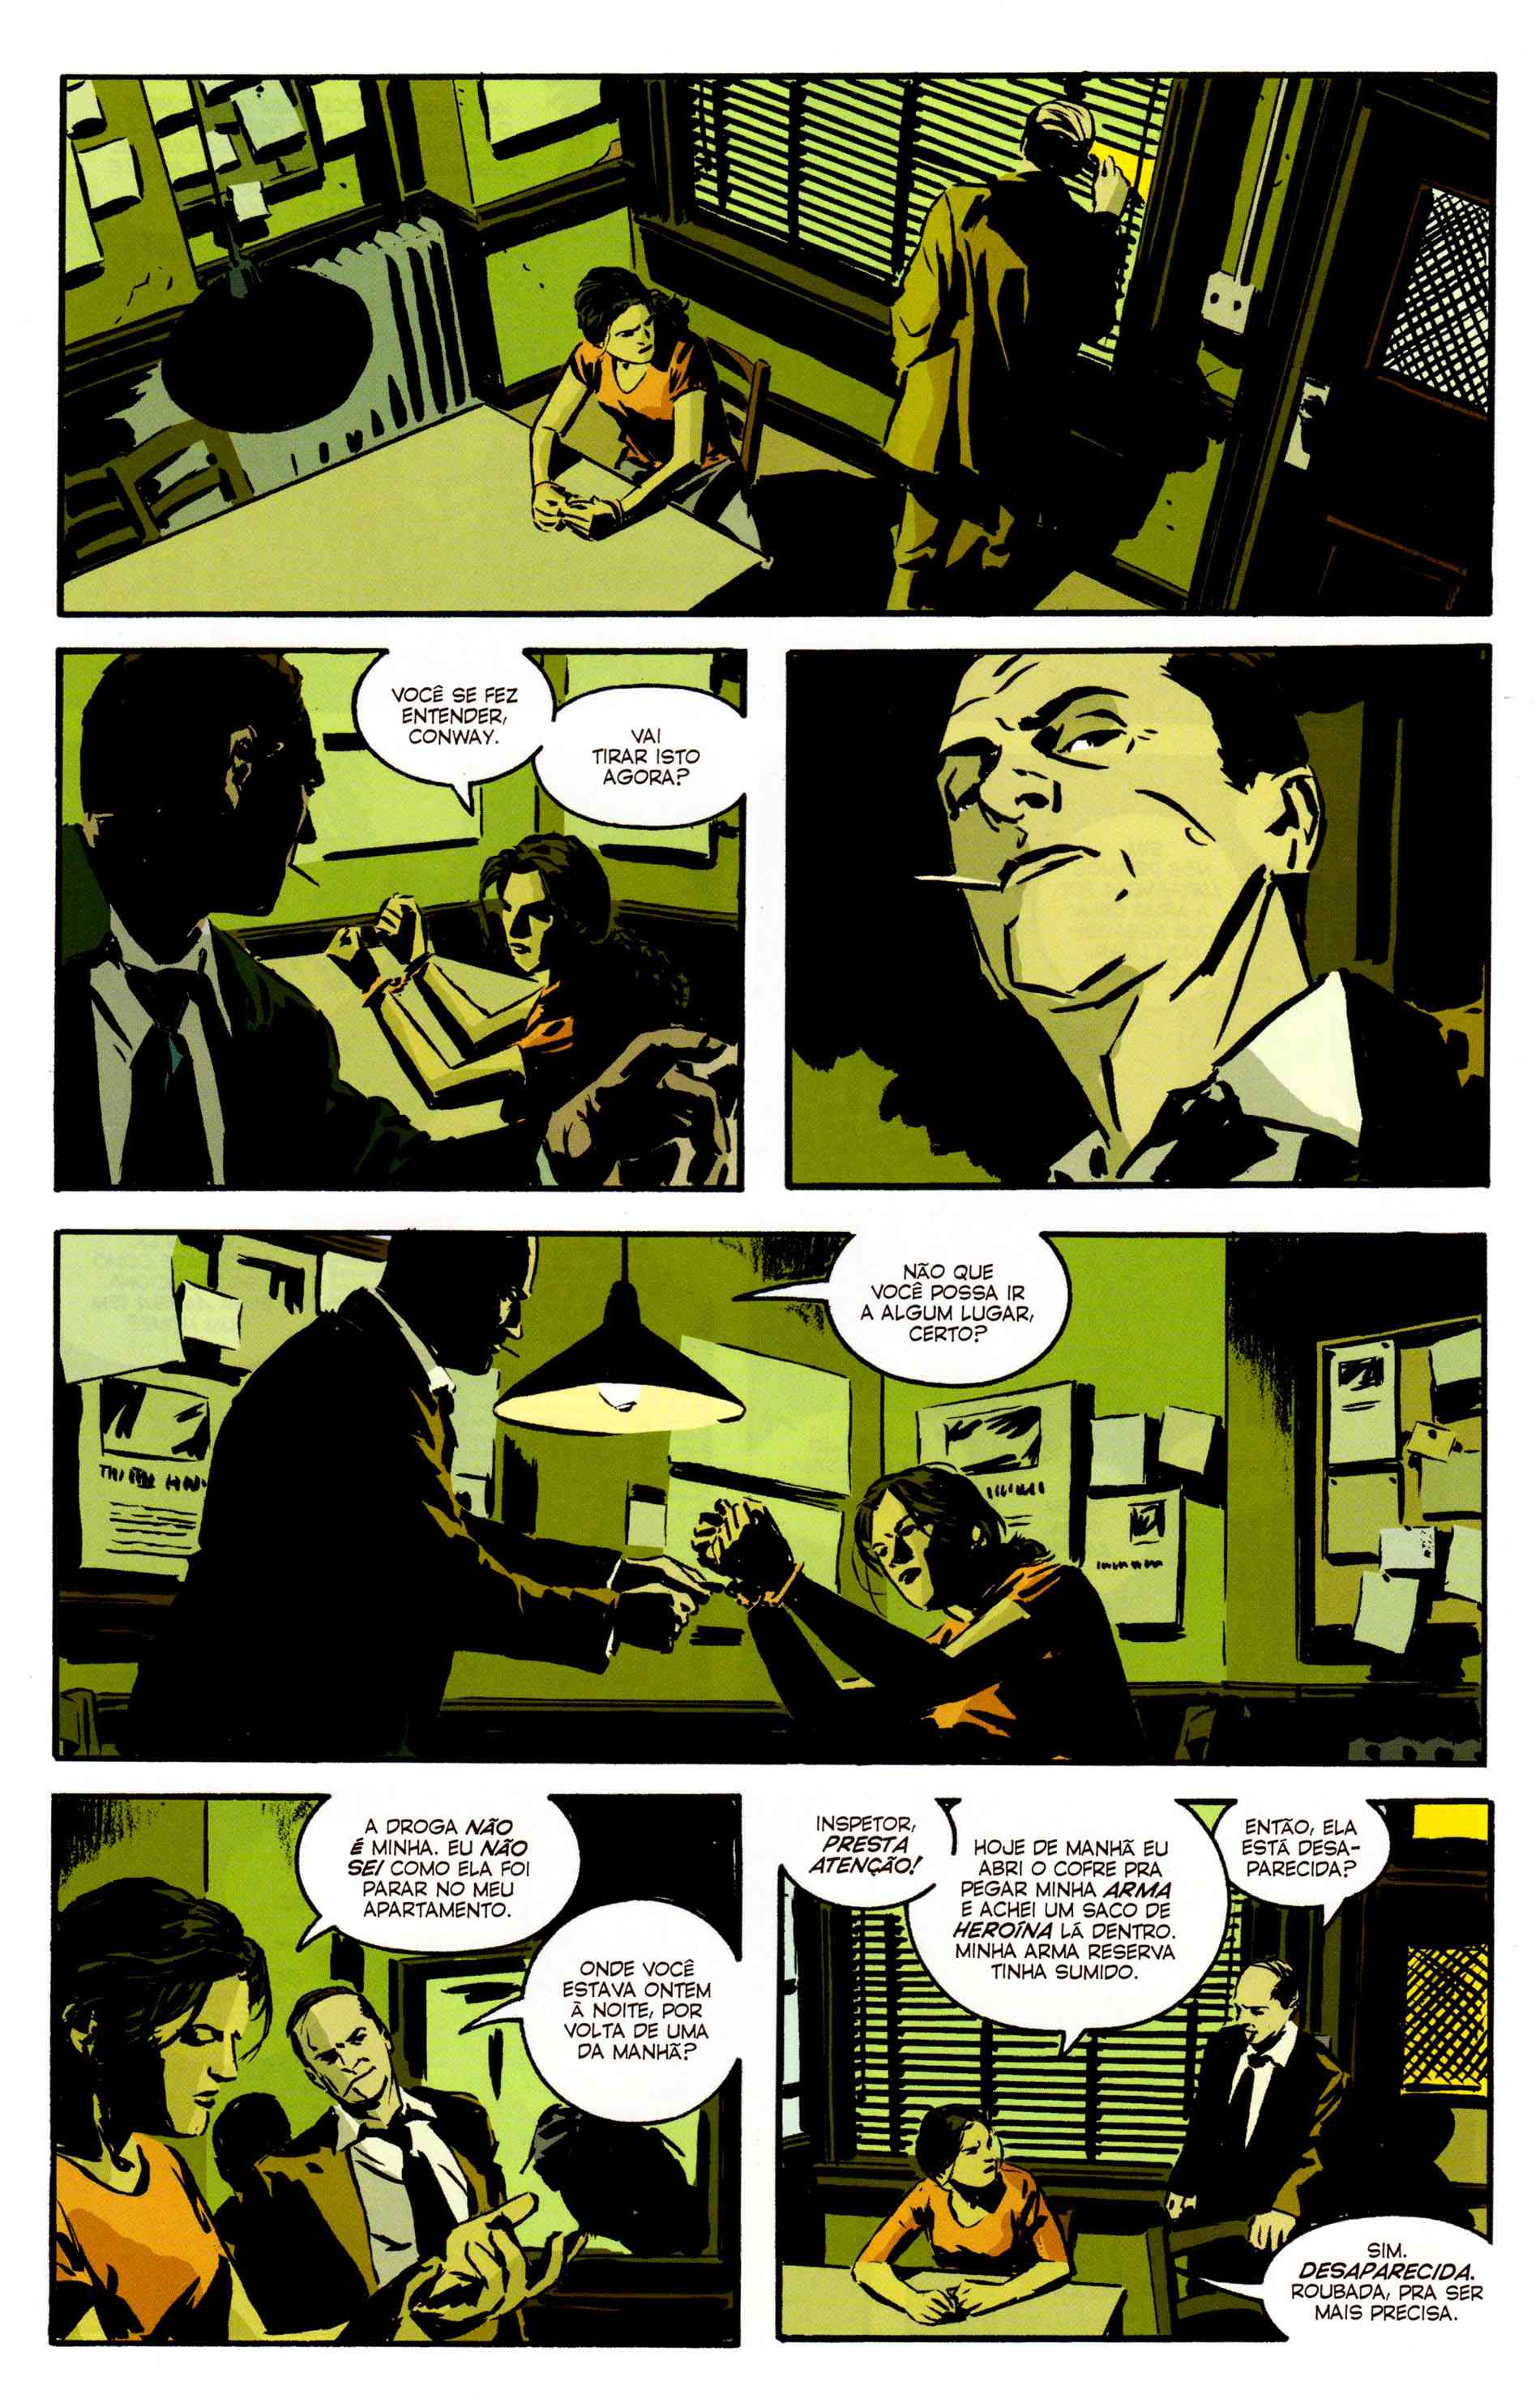 VOCÊ SE FEZ
ENTENDER,
CONWAY.
VAI
TIRAR ISTO
AGORA?
NÃO QUE
VOCÊ POSSA IR
A ALGUM LUGAR,
CERTO?
A DROGA NÃO
É MINHA. EU NÃO
SEI COMO ELA FOI
PARAR NO MEU
APARTAMENTO.
ONDE VOCÊ
ESTAVA ONTEM
À NOITE, POR
VOLTA DE UMA
DA MANHÃ?
INSPETOR,
PRESTA
ATENÇÃO!
HOJE DE MANHÃ EU
ABRI O COFRE PRA
PEGAR MINHA ARMA
E ACHEI UM SACO DE
HEROÍNA LÁ DENTRO.
MINHA ARMA RESERVA
TINHA SUMIDO.
ENTÃO, ELA
ESTÁ DESA-
PARECIDA?
SIM.
DESAPARECIDA.
ROUBADA, PRA SER
MAIS PRECISA.